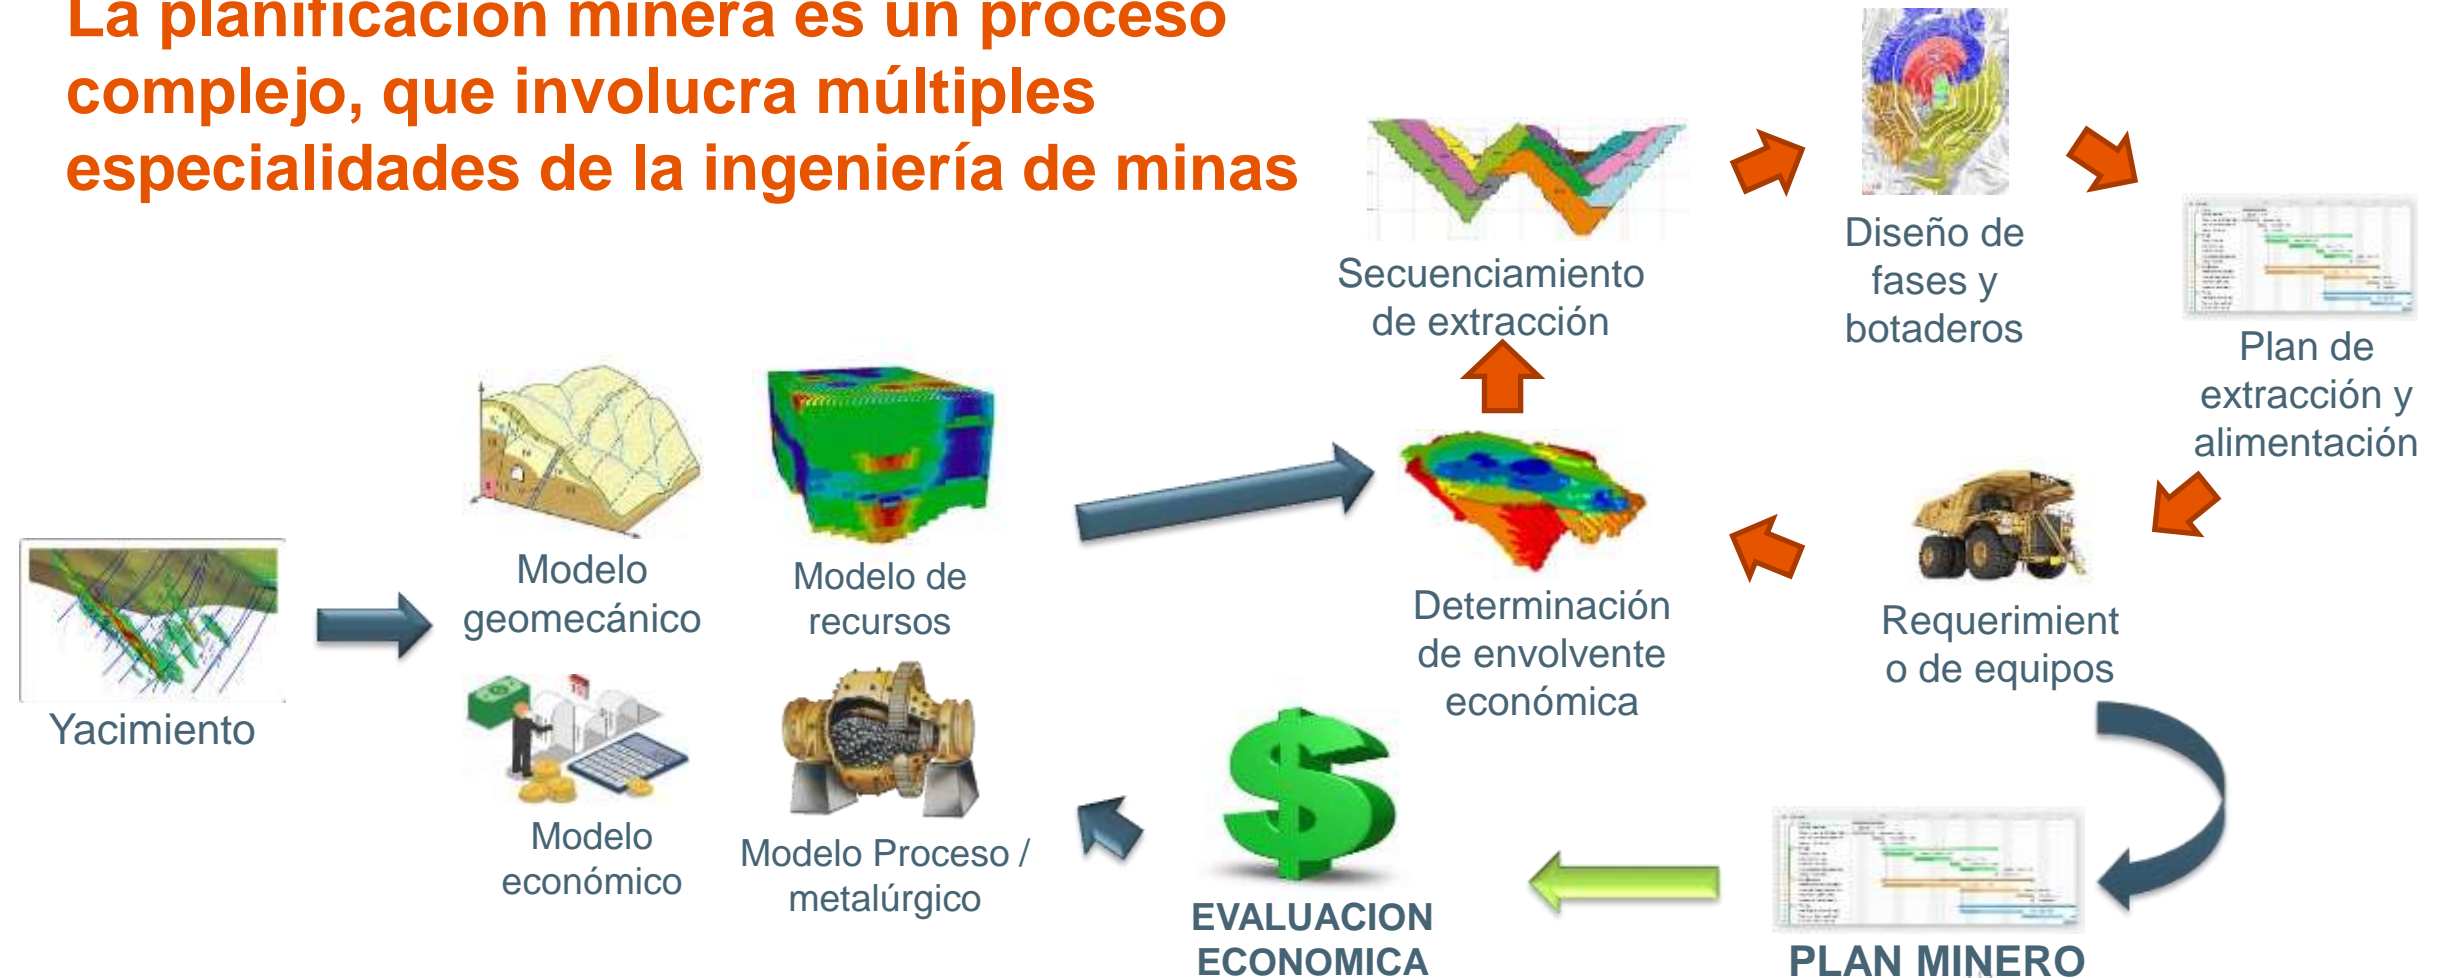 La planificación minera es un proceso
complejo, que involucra múltiples
especialidades de la ingeniería de minas
Secuenciamiento
de extracción
Diseño de
fases y
botaderos
Plan de
extracción y
alimentación
Modelo
geomecánico
Modelo de
recursos
Yacimiento
Determinación
de envolvente
económica
Requerimient
o de equipos
Modelo
económico
Modelo Proceso /
metalúrgico
EVALUACION
ECONOMICA
PLAN MINERO